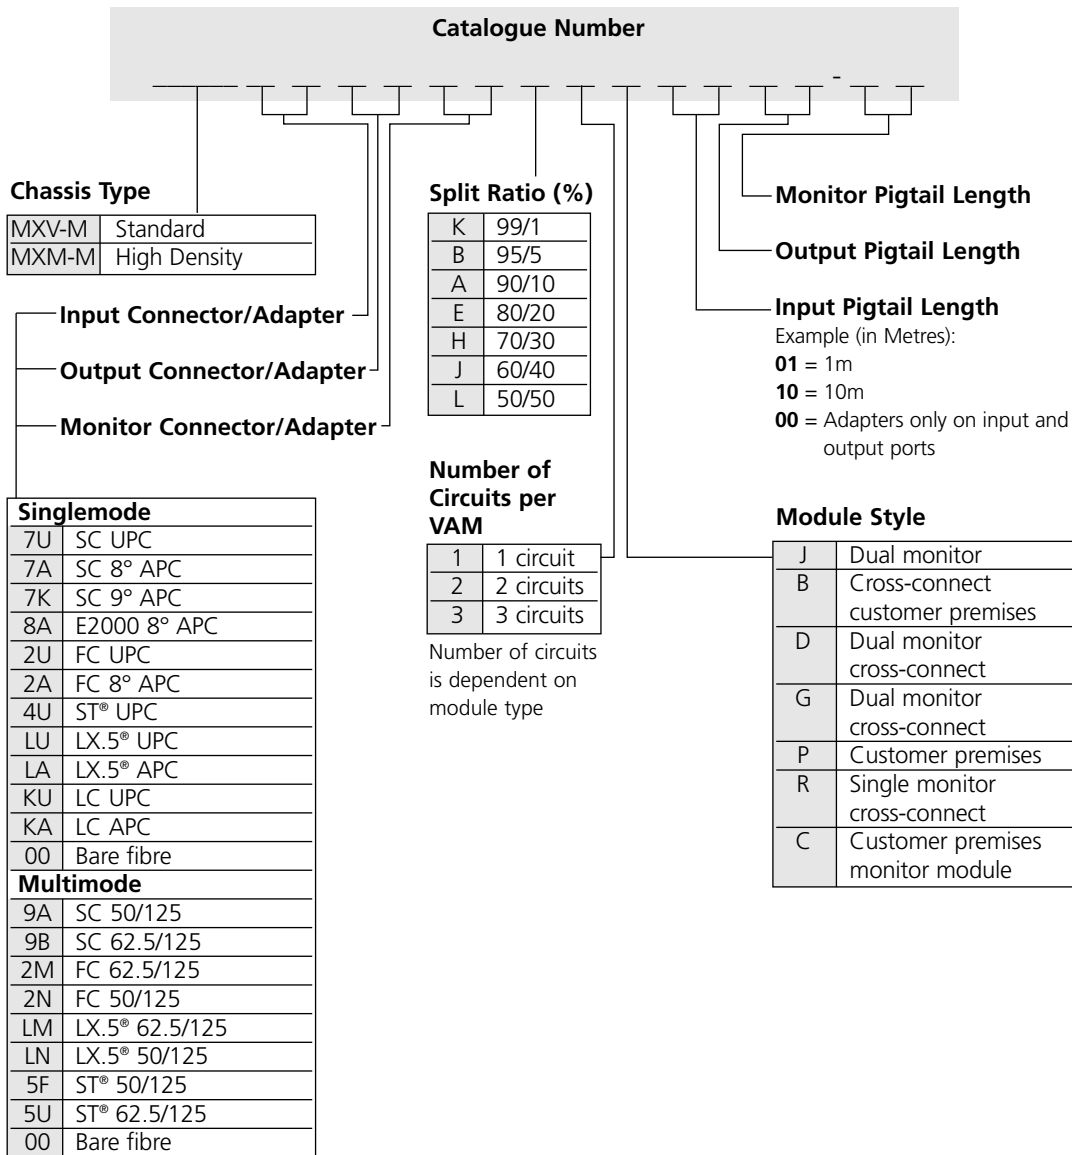 Catalogue Number
-
Chassis Type
MXV-M Standard
MXM-M High Density
Input Connector/Adapter
Output Connector/Adapter
Monitor Connector/Adapter
Singlemode
7U SC UPC
7A SC 8° APC
7K SC 9° APC
8A E2000 8° APC
2U FC UPC
2A FC 8° APC
4U ST® UPC
LU LX.5® UPC
LA LX.5® APC
KU LC UPC
KA LC APC
00 Bare fibre
Multimode
9A SC 50/125
9B SC 62.5/125
2M FC 62.5/125
2N FC 50/125
LM LX.5® 62.5/125
LN LX.5® 50/125
5F ST® 50/125
5U ST® 62.5/125
00 Bare fibre
Split Ratio (%)
K 99/1
B 95/5
A 90/10
E 80/20
H 70/30
J 60/40
L 50/50
Number of
Circuits per
VAM
1 1 circuit
2 2 circuits
3 3 circuits
Number of circuits
is dependent on
module type
Monitor Pigtail Length
Output Pigtail Length
Input Pigtail Length
Example (in Metres):
01 = 1m
10 = 10m
00 = Adapters only on input and
output ports
Module Style
J Dual monitor
B Cross-connect
customer premises
D Dual monitor
cross-connect
G Dual monitor
cross-connect
P Customer premises
R Single monitor
cross-connect
C Customer premises
monitor module